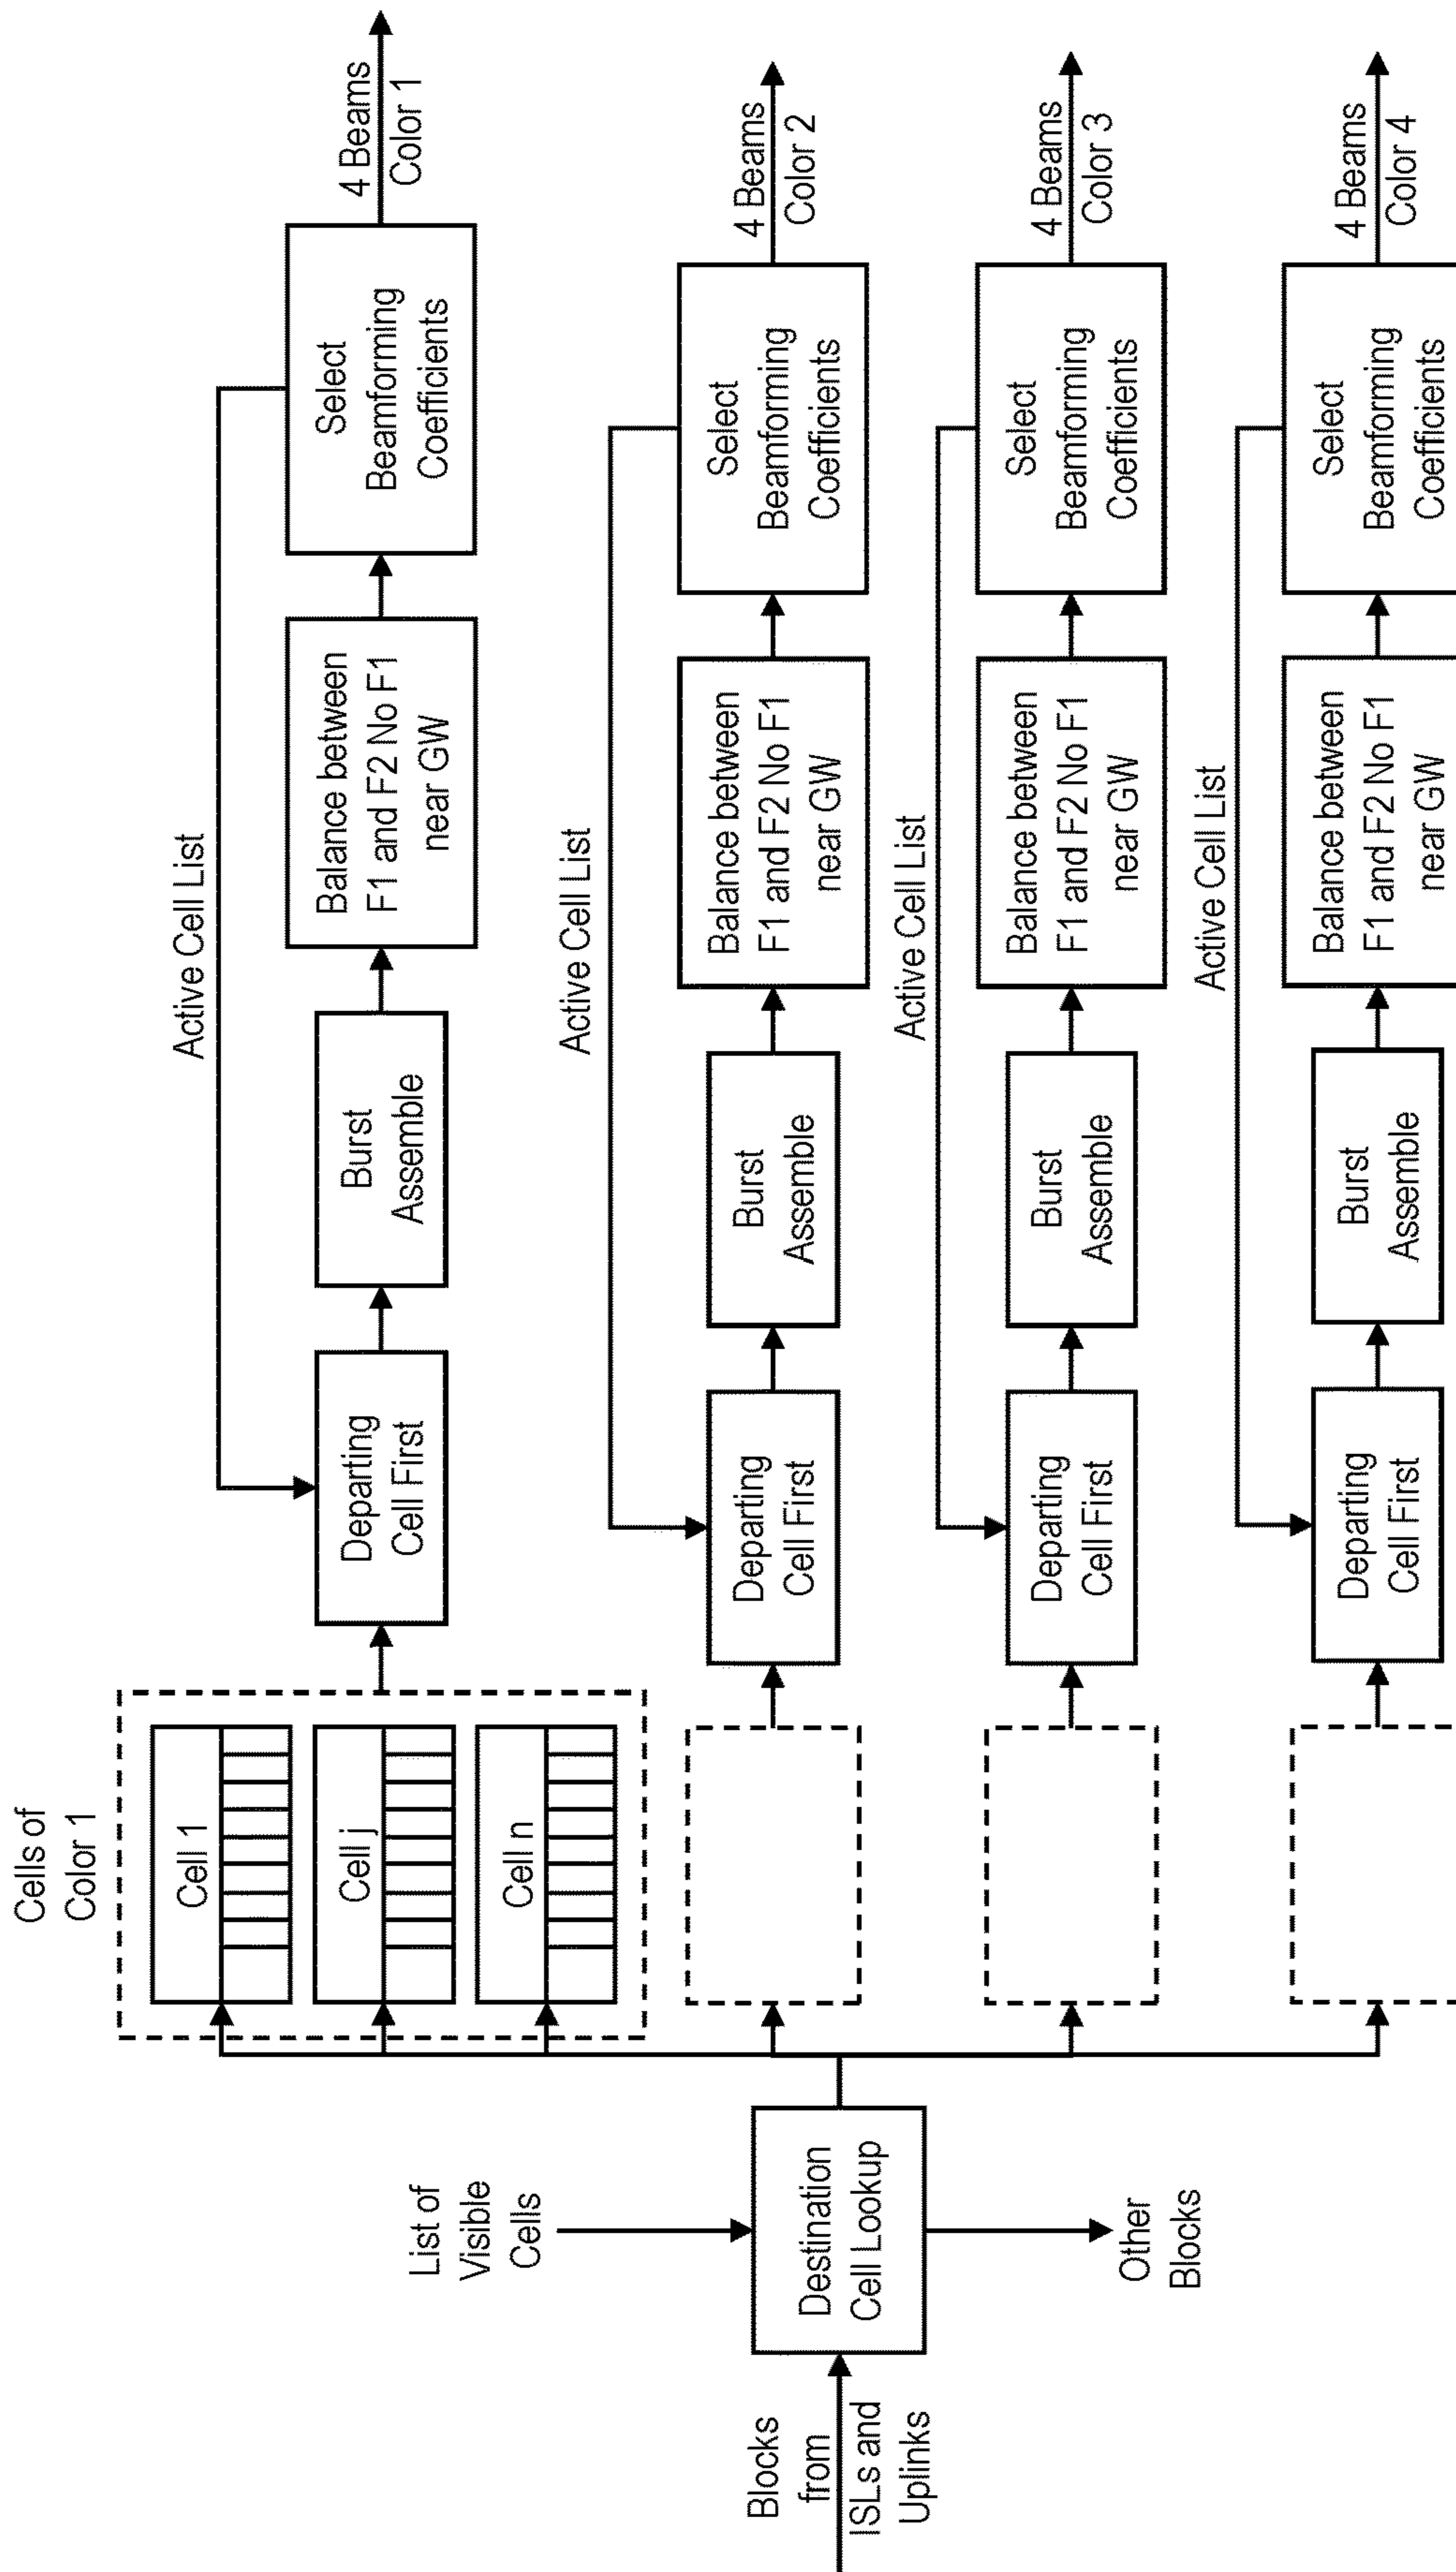 Blocks
from
ISLs and
Uplinks
List of
Visible
Cells
Destination
Cell Lookup
Other
Blocks
Cells of
Color 1
Cell 1
Cell j
Cell n
Active Cell List
Departing
Cell First
Burst
Assemble
Balance between
F1 and F2 No F1
near GW
Select
Beamforming
Coefficients
4 Beams
Color 1
Active Cell List
Departing
Cell First
Burst
Assemble
Balance between
F1 and F2 No F1
near GW
Select
Beamforming
Coefficients
4 Beams
Color 2
Active Cell List
Departing
Cell First
Burst
Assemble
Balance between
F1 and F2 No F1
near GW
Select
Beamforming
Coefficients
4 Beams
Color 3
Active Cell List
Departing
Cell First
Burst
Assemble
Balance between
F1 and F2 No F1
near GW
Select
Beamforming
Coefficients
4 Beams
Color 4